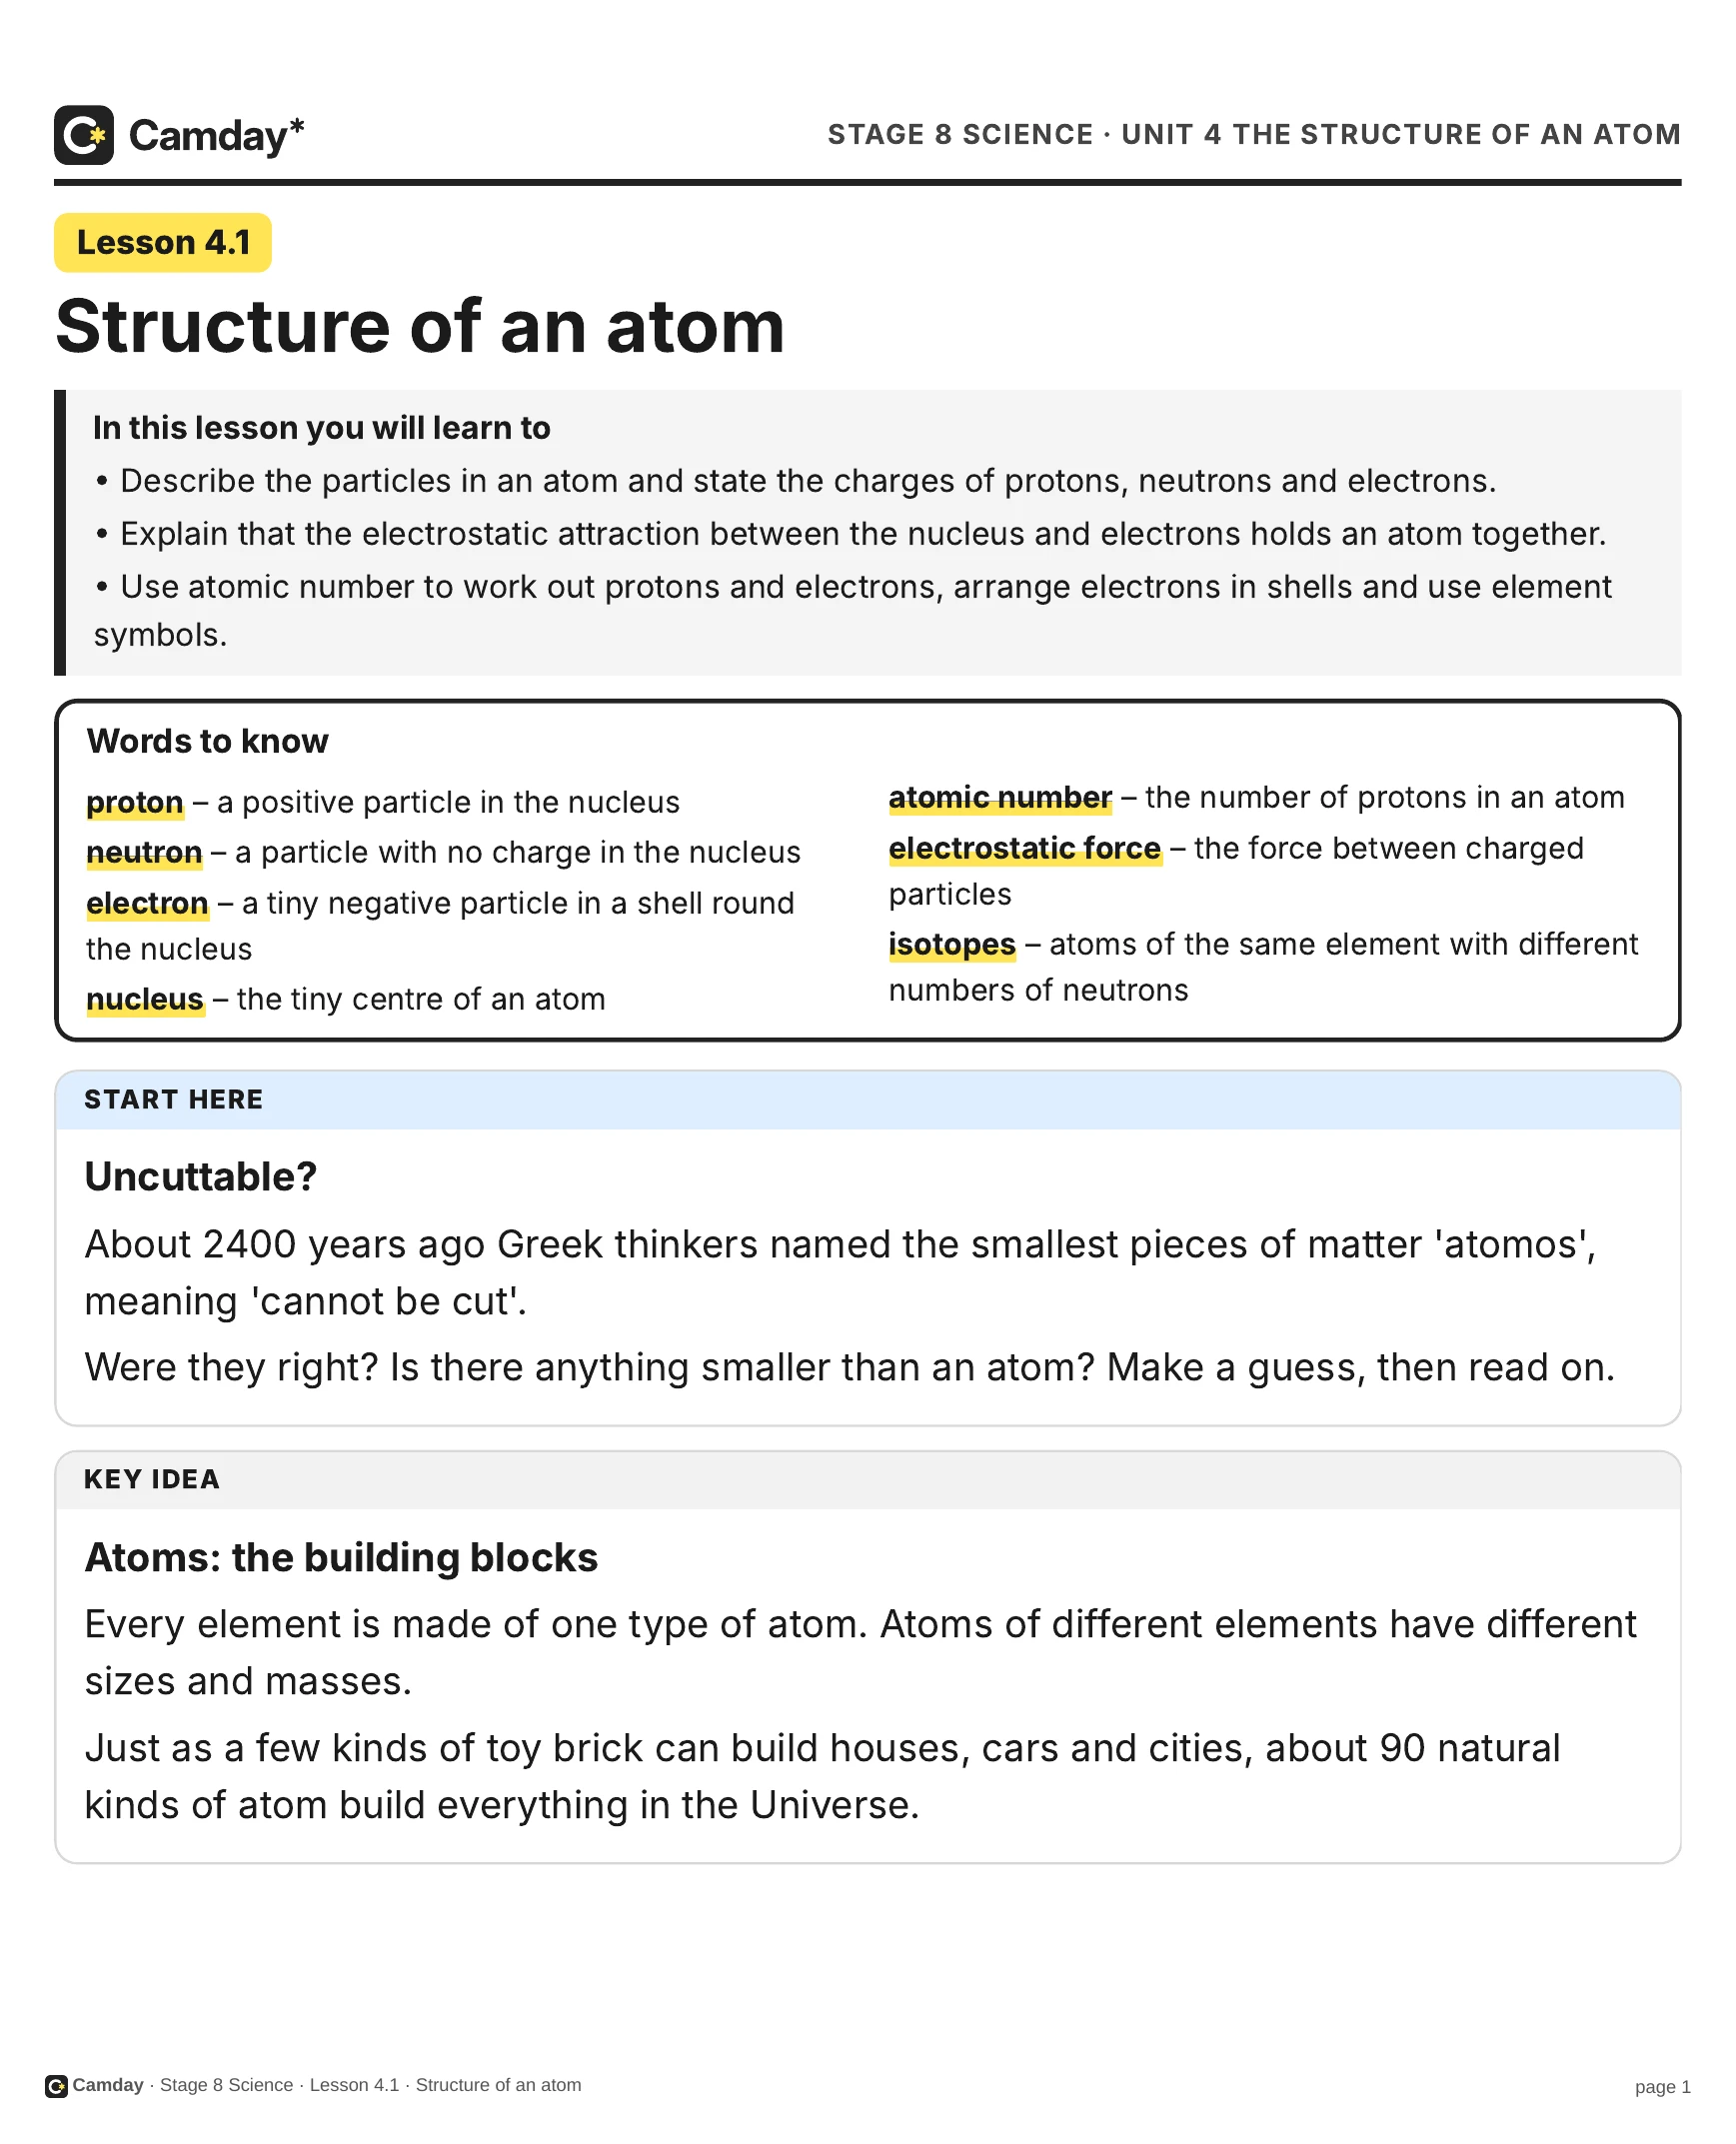 Camday*
STAGE 8 SCIENCE · UNIT 4 THE STRUCTURE OF AN ATOM
Lesson 4.1
Structure of an atom
In this lesson you will learn to
• Describe the particles in an atom and state the charges of protons, neutrons and electrons.
• Explain that the electrostatic attraction between the nucleus and electrons holds an atom together.
• Use atomic number to work out protons and electrons, arrange electrons in shells and use element
symbols.
Words to know
proton – a positive particle in the nucleus
neutron – a particle with no charge in the nucleus
electron – a tiny negative particle in a shell round
the nucleus
nucleus – the tiny centre of an atom
atomic number – the number of protons in an atom
electrostatic force – the force between charged
particles
isotopes – atoms of the same element with different
numbers of neutrons
START HERE
Uncuttable?
About 2400 years ago Greek thinkers named the smallest pieces of matter 'atomos',
meaning 'cannot be cut'.
Were they right? Is there anything smaller than an atom? Make a guess, then read on.
KEY IDEA
Atoms: the building blocks
Every element is made of one type of atom. Atoms of different elements have different
sizes and masses.
Just as a few kinds of toy brick can build houses, cars and cities, about 90 natural
kinds of atom build everything in the Universe.
Camday · Stage 8 Science · Lesson 4.1 · Structure of an atom
page 1